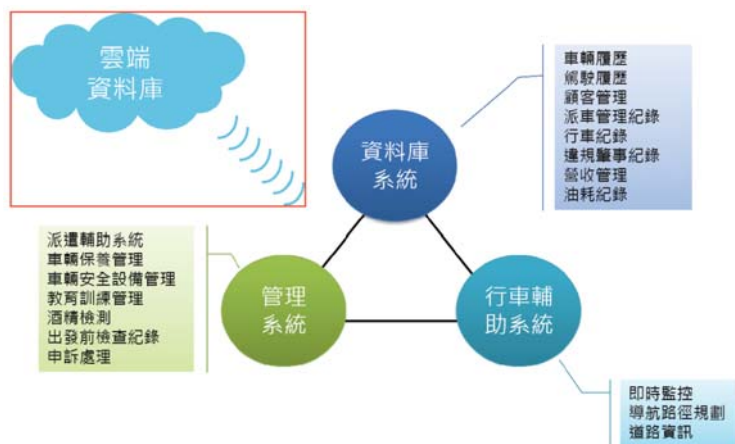 雲端
資料庫
車輛履歷
駕駛履歷
顧客管理
派車管理紀錄
行車紀錄
違規肇事紀錄
營收管理
油耗紀錄
資料庫
系統
派遣輔助系統
車輛保養管理
車輛安全設備管理
教育訓練管理
酒精檢測
出發前檢查紀錄
申訴處理
管理
系統
行車輔
助系統
即時監控
導航路徑規劃
道路資訊